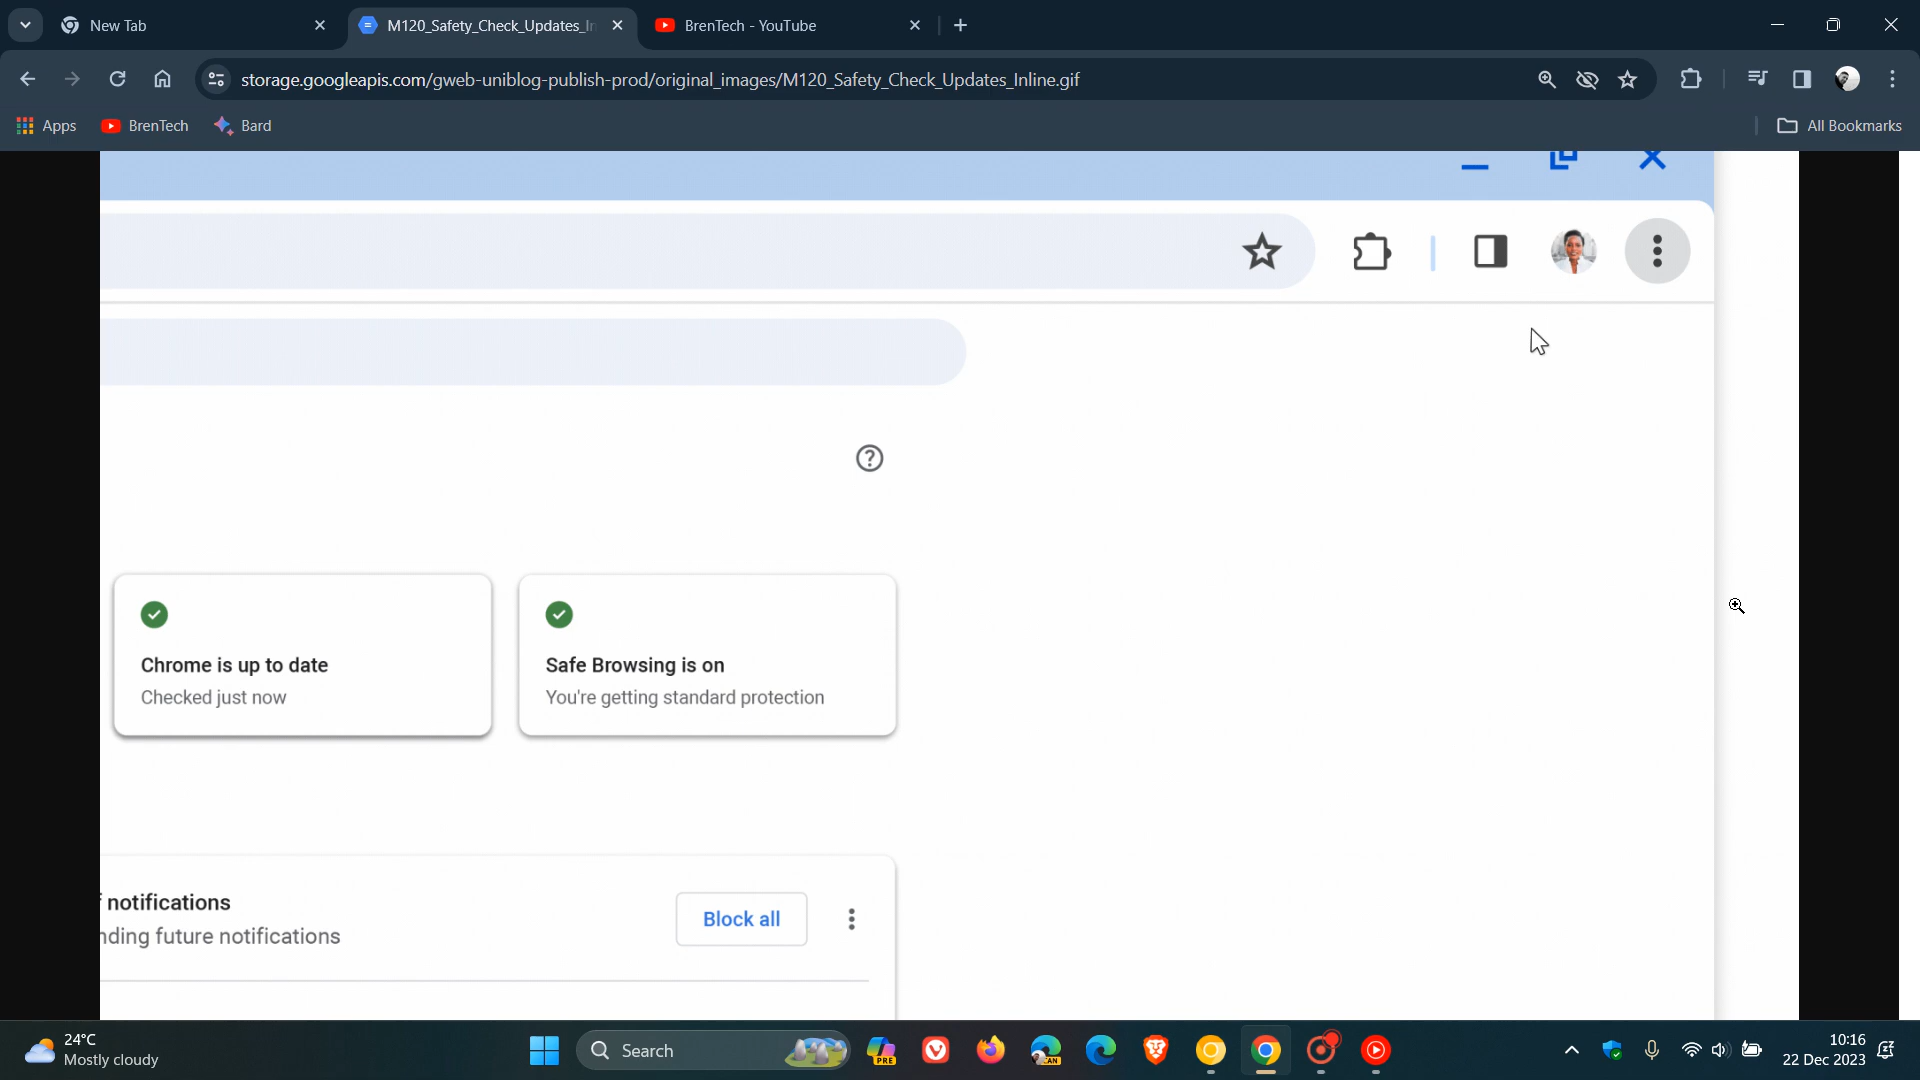 New Tab
M120_Safety_Check_Updates_In
BrenTech - YouTube
storage.googleapis.com/gweb-uniblog-publish-prod/original_images/M120_Safety_Check_Updates_Inline.gif
Apps
BrenTech
Bard
All Bookmarks
Chrome is up to date
Checked just now
Safe Browsing is on
You're getting standard protection
f notifications
nding future notifications
Block all
24°C
Mostly cloudy
Search
PRE
CAN
10:16
22 Dec 2023